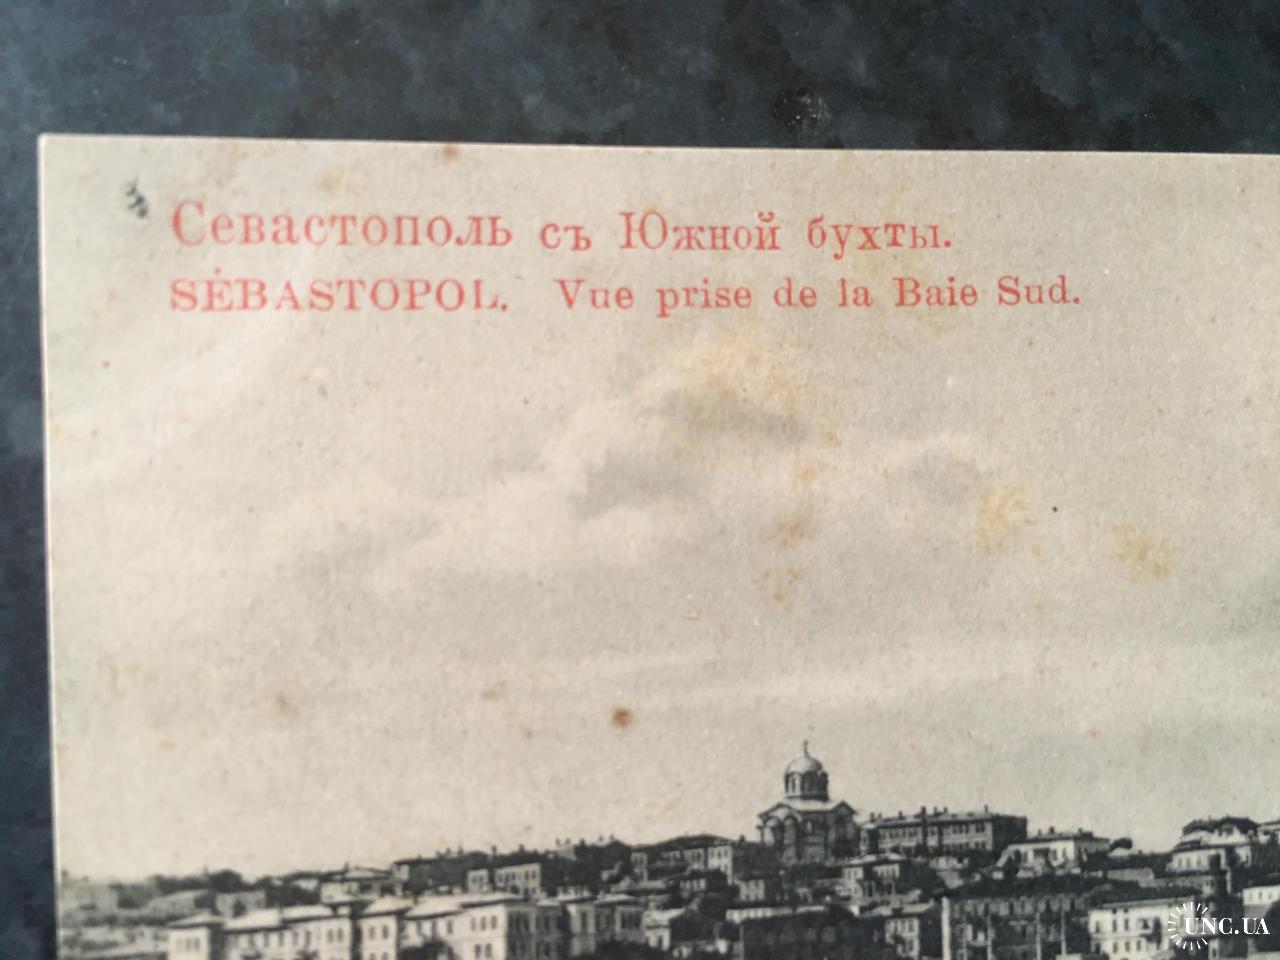 Севастополь съ Южной бухты.
SÉBASTOPOL. Vue prise de la Baie Sud.
UNC.UA